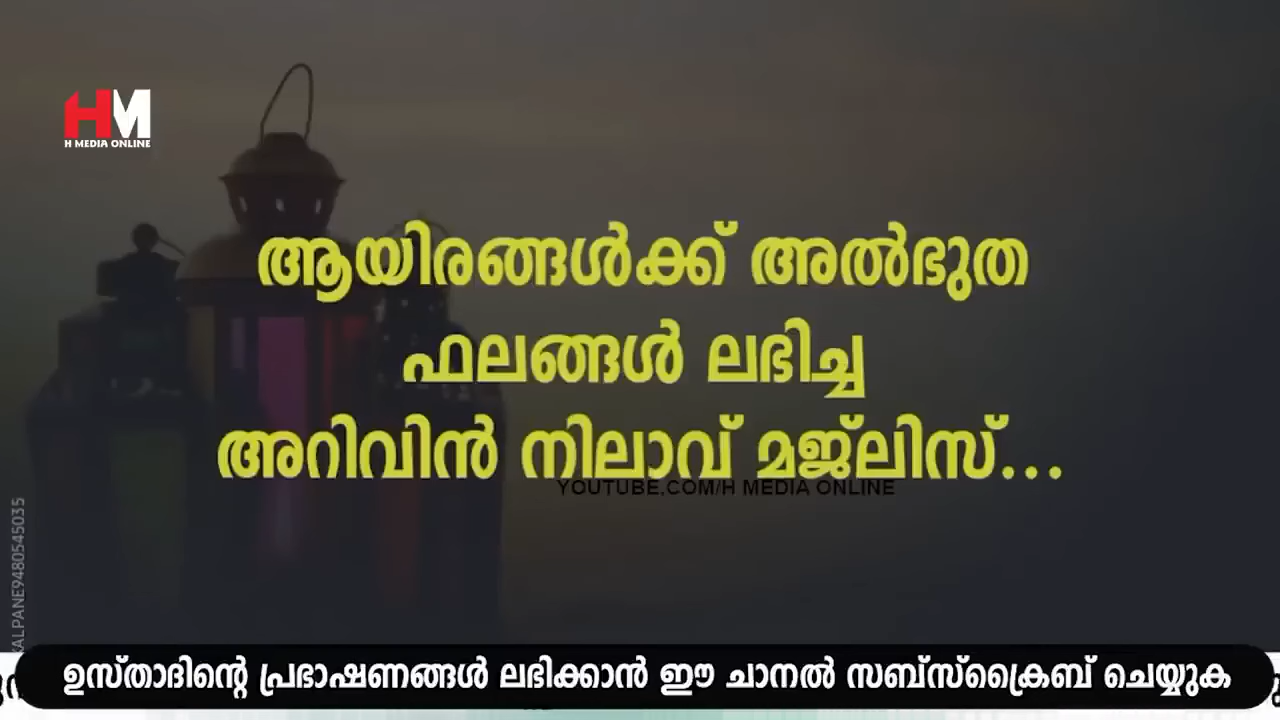 HM
H MEDIA ONLINE
ആയിരങ്ങൾക്ക് അൽഭുത
ഫലങ്ങൾ ലഭിച്ച
അറിവിൻ നിലാവ് മജ്ലിസ്...
YOUTUBE.COM/H MEDIA ONLINE
KALPANE9480545035
ഉസ്താദിന്റെ പ്രഭാഷണങ്ങൾ ലഭിക്കാൻ ഈ ചാനൽ സബ്സ്ക്രൈബ് ചെയ്യുക